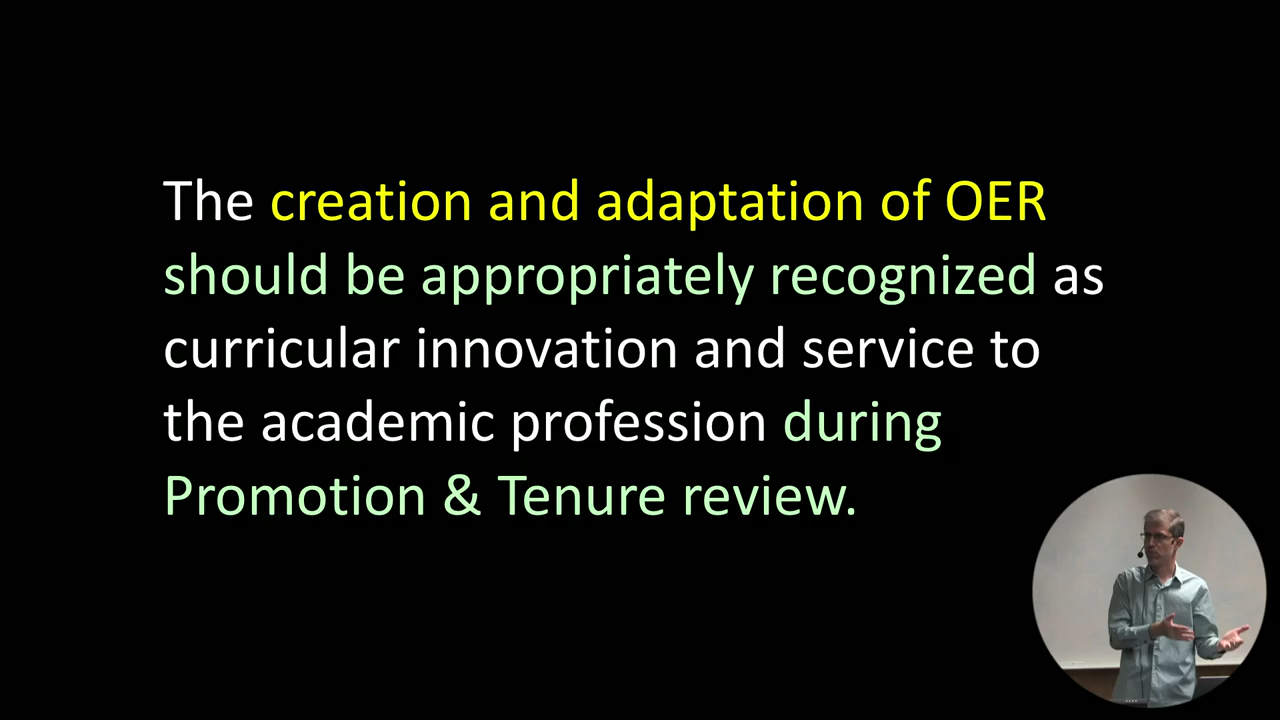 The creation and adaptation of OER
should be appropriately recognized as
curricular innovation and service to
the academic profession during
Promotion & Tenure review.